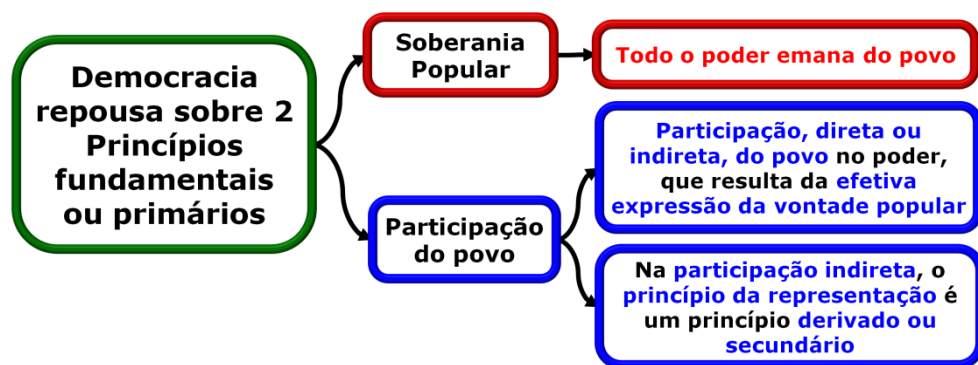 Democracia
repousa sobre 2
Princípios
fundamentais
ou primários
Soberania
Popular
Todo o poder emana do povo
Participação
do povo
Participação, direta ou
indireta, do povo no poder,
que resulta da efetiva
expressão da vontade popular
Na participação indireta, o
princípio da representação é
um princípio derivado ou
secundário